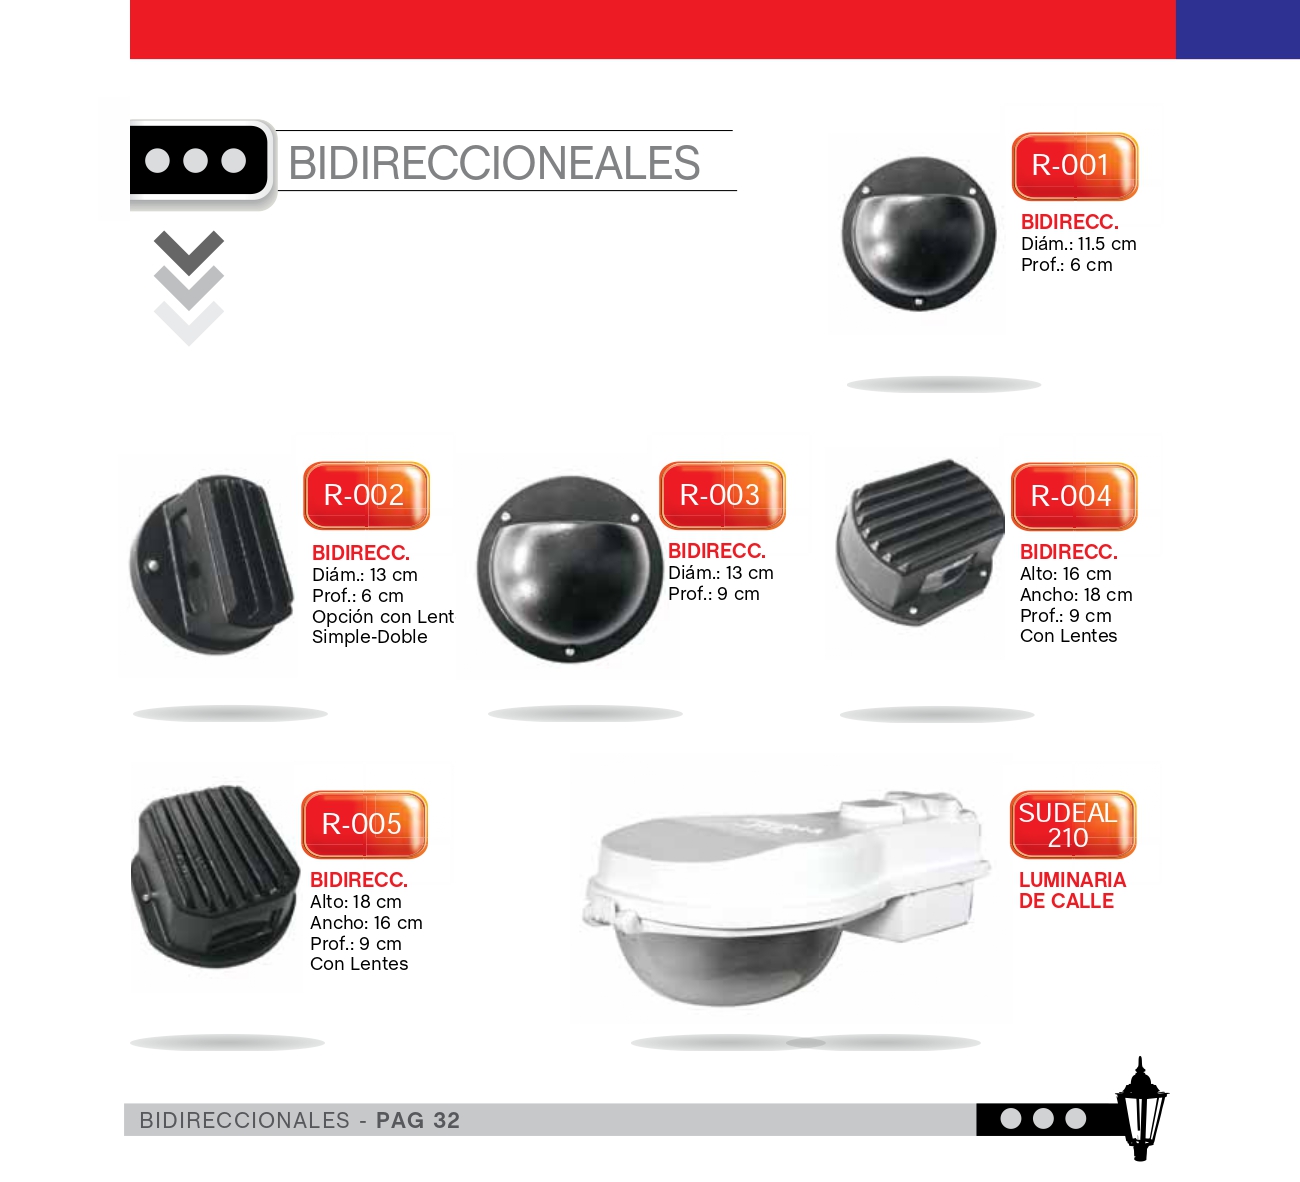 BIDIRECCIONEALES
R-001
BIDIRECC.
Diám.: 11.5 cm
Prof.: 6 cm
R-002
BIDIRECC.
Diám.: 13 cm
Prof.: 6 cm
Opción con Lent
Simple-Doble
R-003
BIDIRECC.
Diám.: 13 cm
Prof.: 9 cm
R-004
BIDIRECC.
Alto: 16 cm
Ancho: 18 cm
Prof.: 9 cm
Con Lentes
R-005
BIDIRECC.
Alto: 18 cm
Ancho: 16 cm
Prof.: 9 cm
Con Lentes
SUDEAL
210
LUMINARIA
DE CALLE
BIDIRECCIONALES - PAG 32